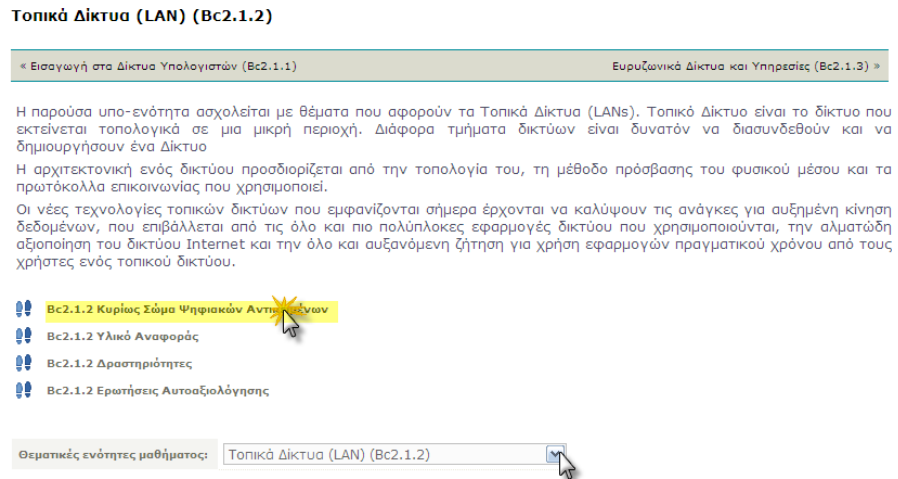 Τοπικά Δίκτυα (LAN) (Bc2.1.2)
« Εισαγωγή στα Δίκτυα Υπολογιστών (Bc2.1.1) Ευρυζωνικά Δίκτυα και Υπηρεσίες (Bc2.1.3) »
Η παρούσα υπο-ενότητα ασχολείται με θέματα που αφορούν τα Τοπικά Δίκτυα (LANs). Τοπικό Δίκτυο είναι το δίκτυο που
εκτείνεται τοπολογικά σε μια μικρή περιοχή. Διάφορα τμήματα δικτύων είναι δυνατόν να διασυνδεθούν και να
δημιουργήσουν ένα Δίκτυο
Η αρχιτεκτονική ενός δικτύου προσδιορίζεται από την τοπολογία του, τη μέθοδο πρόσβασης του φυσικού μέσου και τα
πρωτόκολλα επικοινωνίας που χρησιμοποιεί.
Οι νέες τεχνολογίες τοπικών δικτύων που εμφανίζονται σήμερα έρχονται να καλύψουν τις ανάγκες για αυξημένη κίνηση
δεδομένων, που επιβάλλεται από τις όλο και πιο πολύπλοκες εφαρμογές δικτύου που χρησιμοποιούνται, την αλματώδη
αξιοποίηση του δικτύου Internet και την όλο και αυξανόμενη ζήτηση για χρήση εφαρμογών πραγματικού χρόνου από τους
χρήστες ενός τοπικού δικτύου.
Bc2.1.2 Κυρίως Σώμα Ψηφιακών
Bc2.1.2 Υλικό Αναφοράς
Bc2.1.2 Δραστηριότητες
Bc2.1.2 Ερωτήσεις Αυτοαξιολόγησης
Θεματικές ενότητες μαθήματος: Τοπικά Δίκτυα (LAN) (Bc2.1.2)